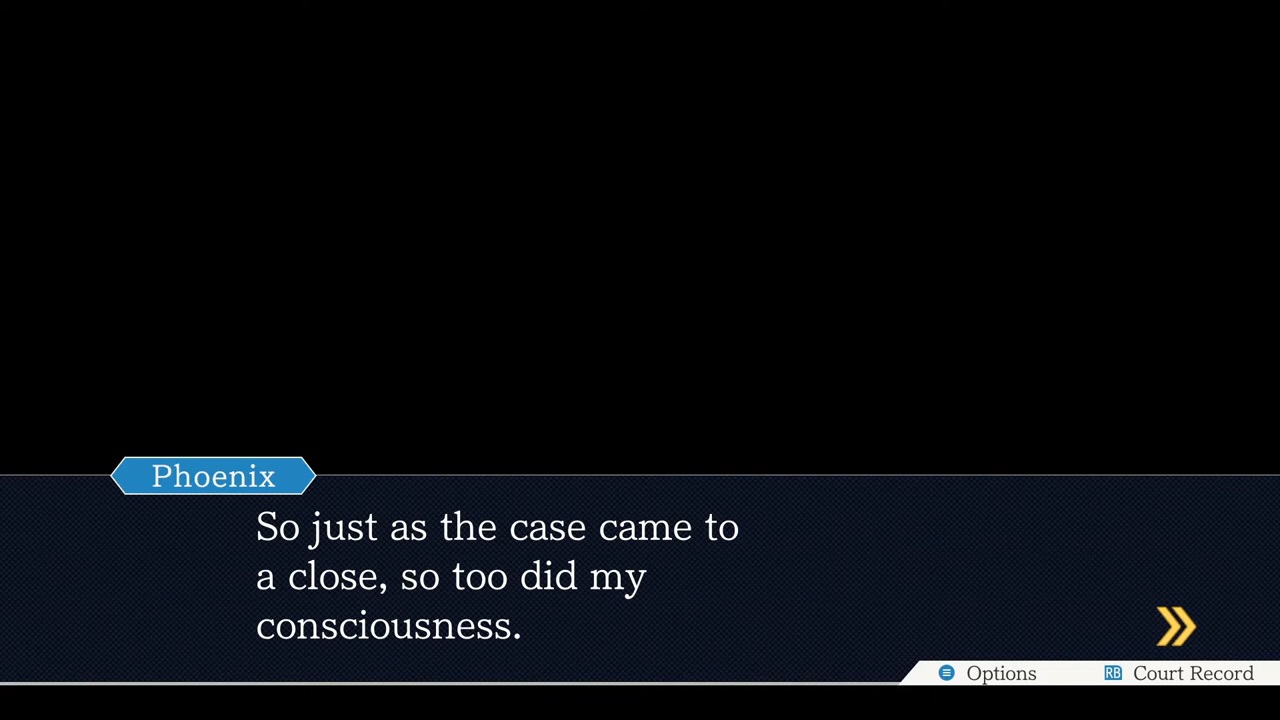 Phoenix
So just as the case came to
a close, so too did my
consciousness.
Options
RB Court Record